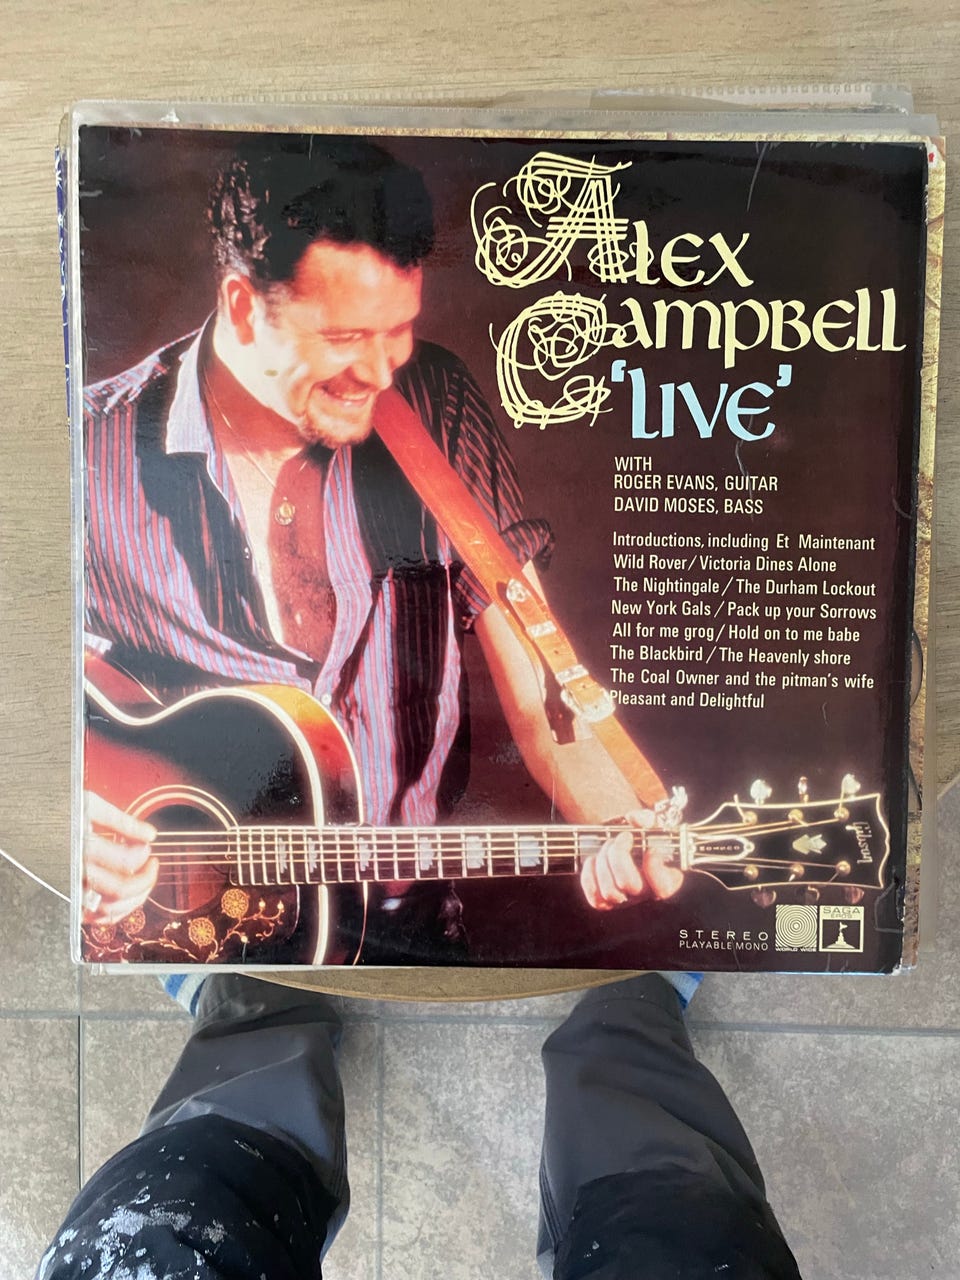 Alex
Campbell
'Live'
WITH
ROGER EVANS, GUITAR
DAVID MOSES, BASS
Introductions, including Et Maintenant
Wild Rover/Victoria Dines Alone
The Nightingale/The Durham Lockout
New York Gals/Pack up your Sorrows
All for me grog/Hold on to me babe
The Blackbird/The Heavenly shore
The Coal Owner and the pitman's wife
Pleasant and Delightful
Gibson
STEREO
PLAYABLE MONO
WORLD WIDE
SAGA
EROS